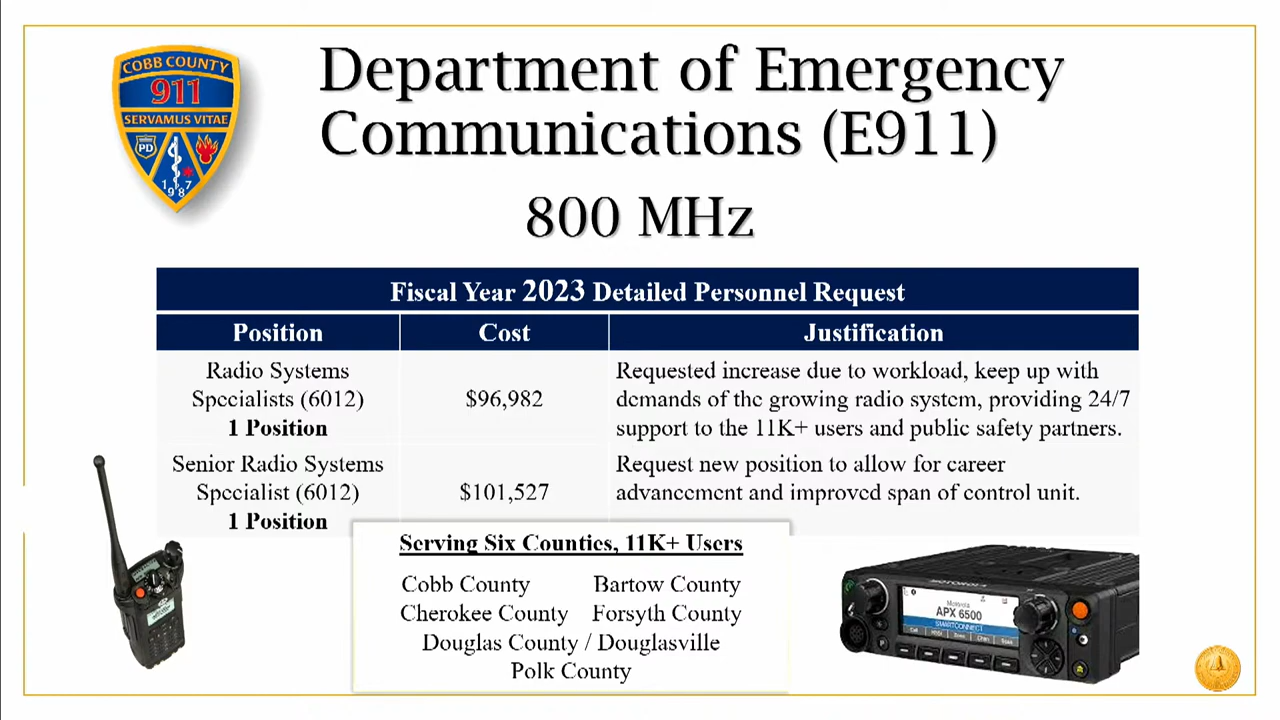 COBB COUNTY
911
SERVAMUS VITAE
PD
1987
Department of Emergency
Communications (E911)
800 MHz
Fiscal Year 2023 Detailed Personnel Request
Position Cost Justification
Radio Systems
Specialists (6012)
1 Position
$96,982
Requested increase due to workload, keep up with
demands of the growing radio system, providing 24/7
support to the 11K+ users and public safety partners.
Senior Radio Systems
Specialist (6012)
1 Position
$101,527
Request new position to allow for career
advancement and improved span of control unit.
Serving Six Counties, 11K+ Users
Cobb County Bartow County
Cherokee County Forsyth County
Douglas County / Douglasville
Polk County
MOTOROLA
Motorola
APX 6500
SMARTCONNECT